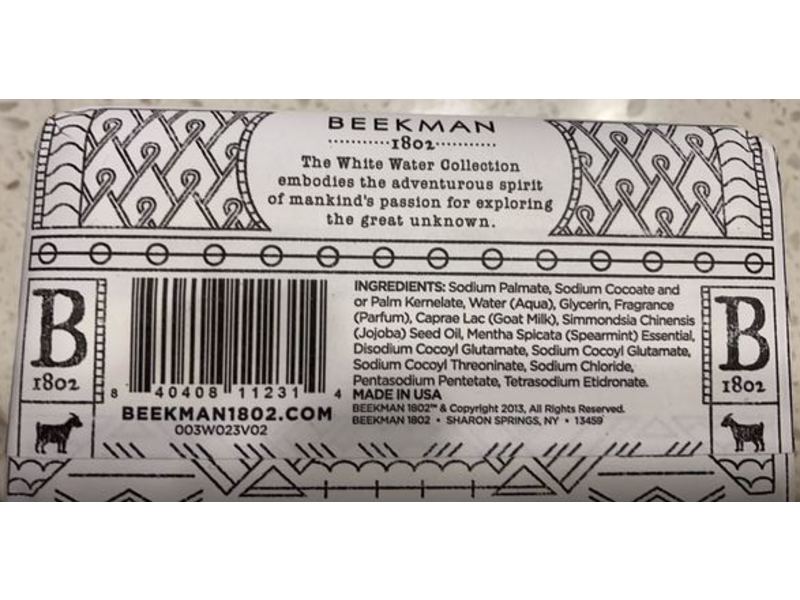 BEEKMAN
1802
The White Water Collection
embodies the adventurous spirit
of mankind's passion for exploring
the great unknown.
B
1802
8 40408 11231 4
BEEKMAN1802.COM
003W023V02
INGREDIENTS: Sodium Palmate, Sodium Cocoate and
or Palm Kernelate, Water (Aqua), Glycerin, Fragrance
(Parfum), Caprae Lac (Goat Milk), Simmondsia Chinensis
(Jojoba) Seed Oil, Mentha Spicata (Spearmint) Essential,
Disodium Cocoyl Glutamate, Sodium Cocoyl Glutamate,
Sodium Cocoyl Threoninate, Sodium Chloride,
Pentasodium Pentetate, Tetrasodium Etidronate.
MADE IN USA
BEEKMAN 1802™ & Copyright 2013, All Rights Reserved.
BEEKMAN 1802 • SHARON SPRINGS, NY • 13459
B
1802